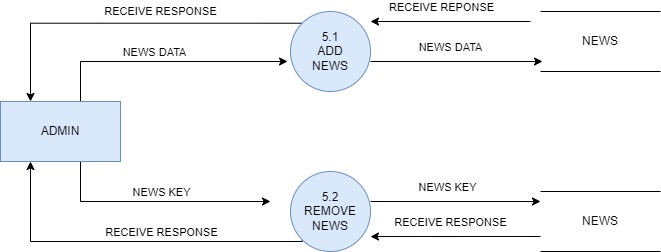 RECEIVE RESPONSE
RECEIVE REPONSE
5.1
ADD
NEWS
NEWS DATA
NEWS DATA
NEWS
ADMIN
NEWS KEY
5.2
REMOVE
NEWS
NEWS KEY
RECEIVE RESPONSE
RECEIVE RESPONSE
NEWS